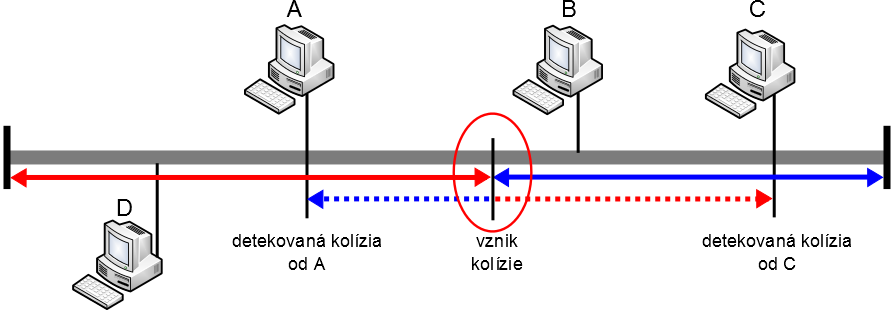 A
B
C
D
detekovaná kolízia
od A
vznik
kolízie
detekovaná kolízia
od C